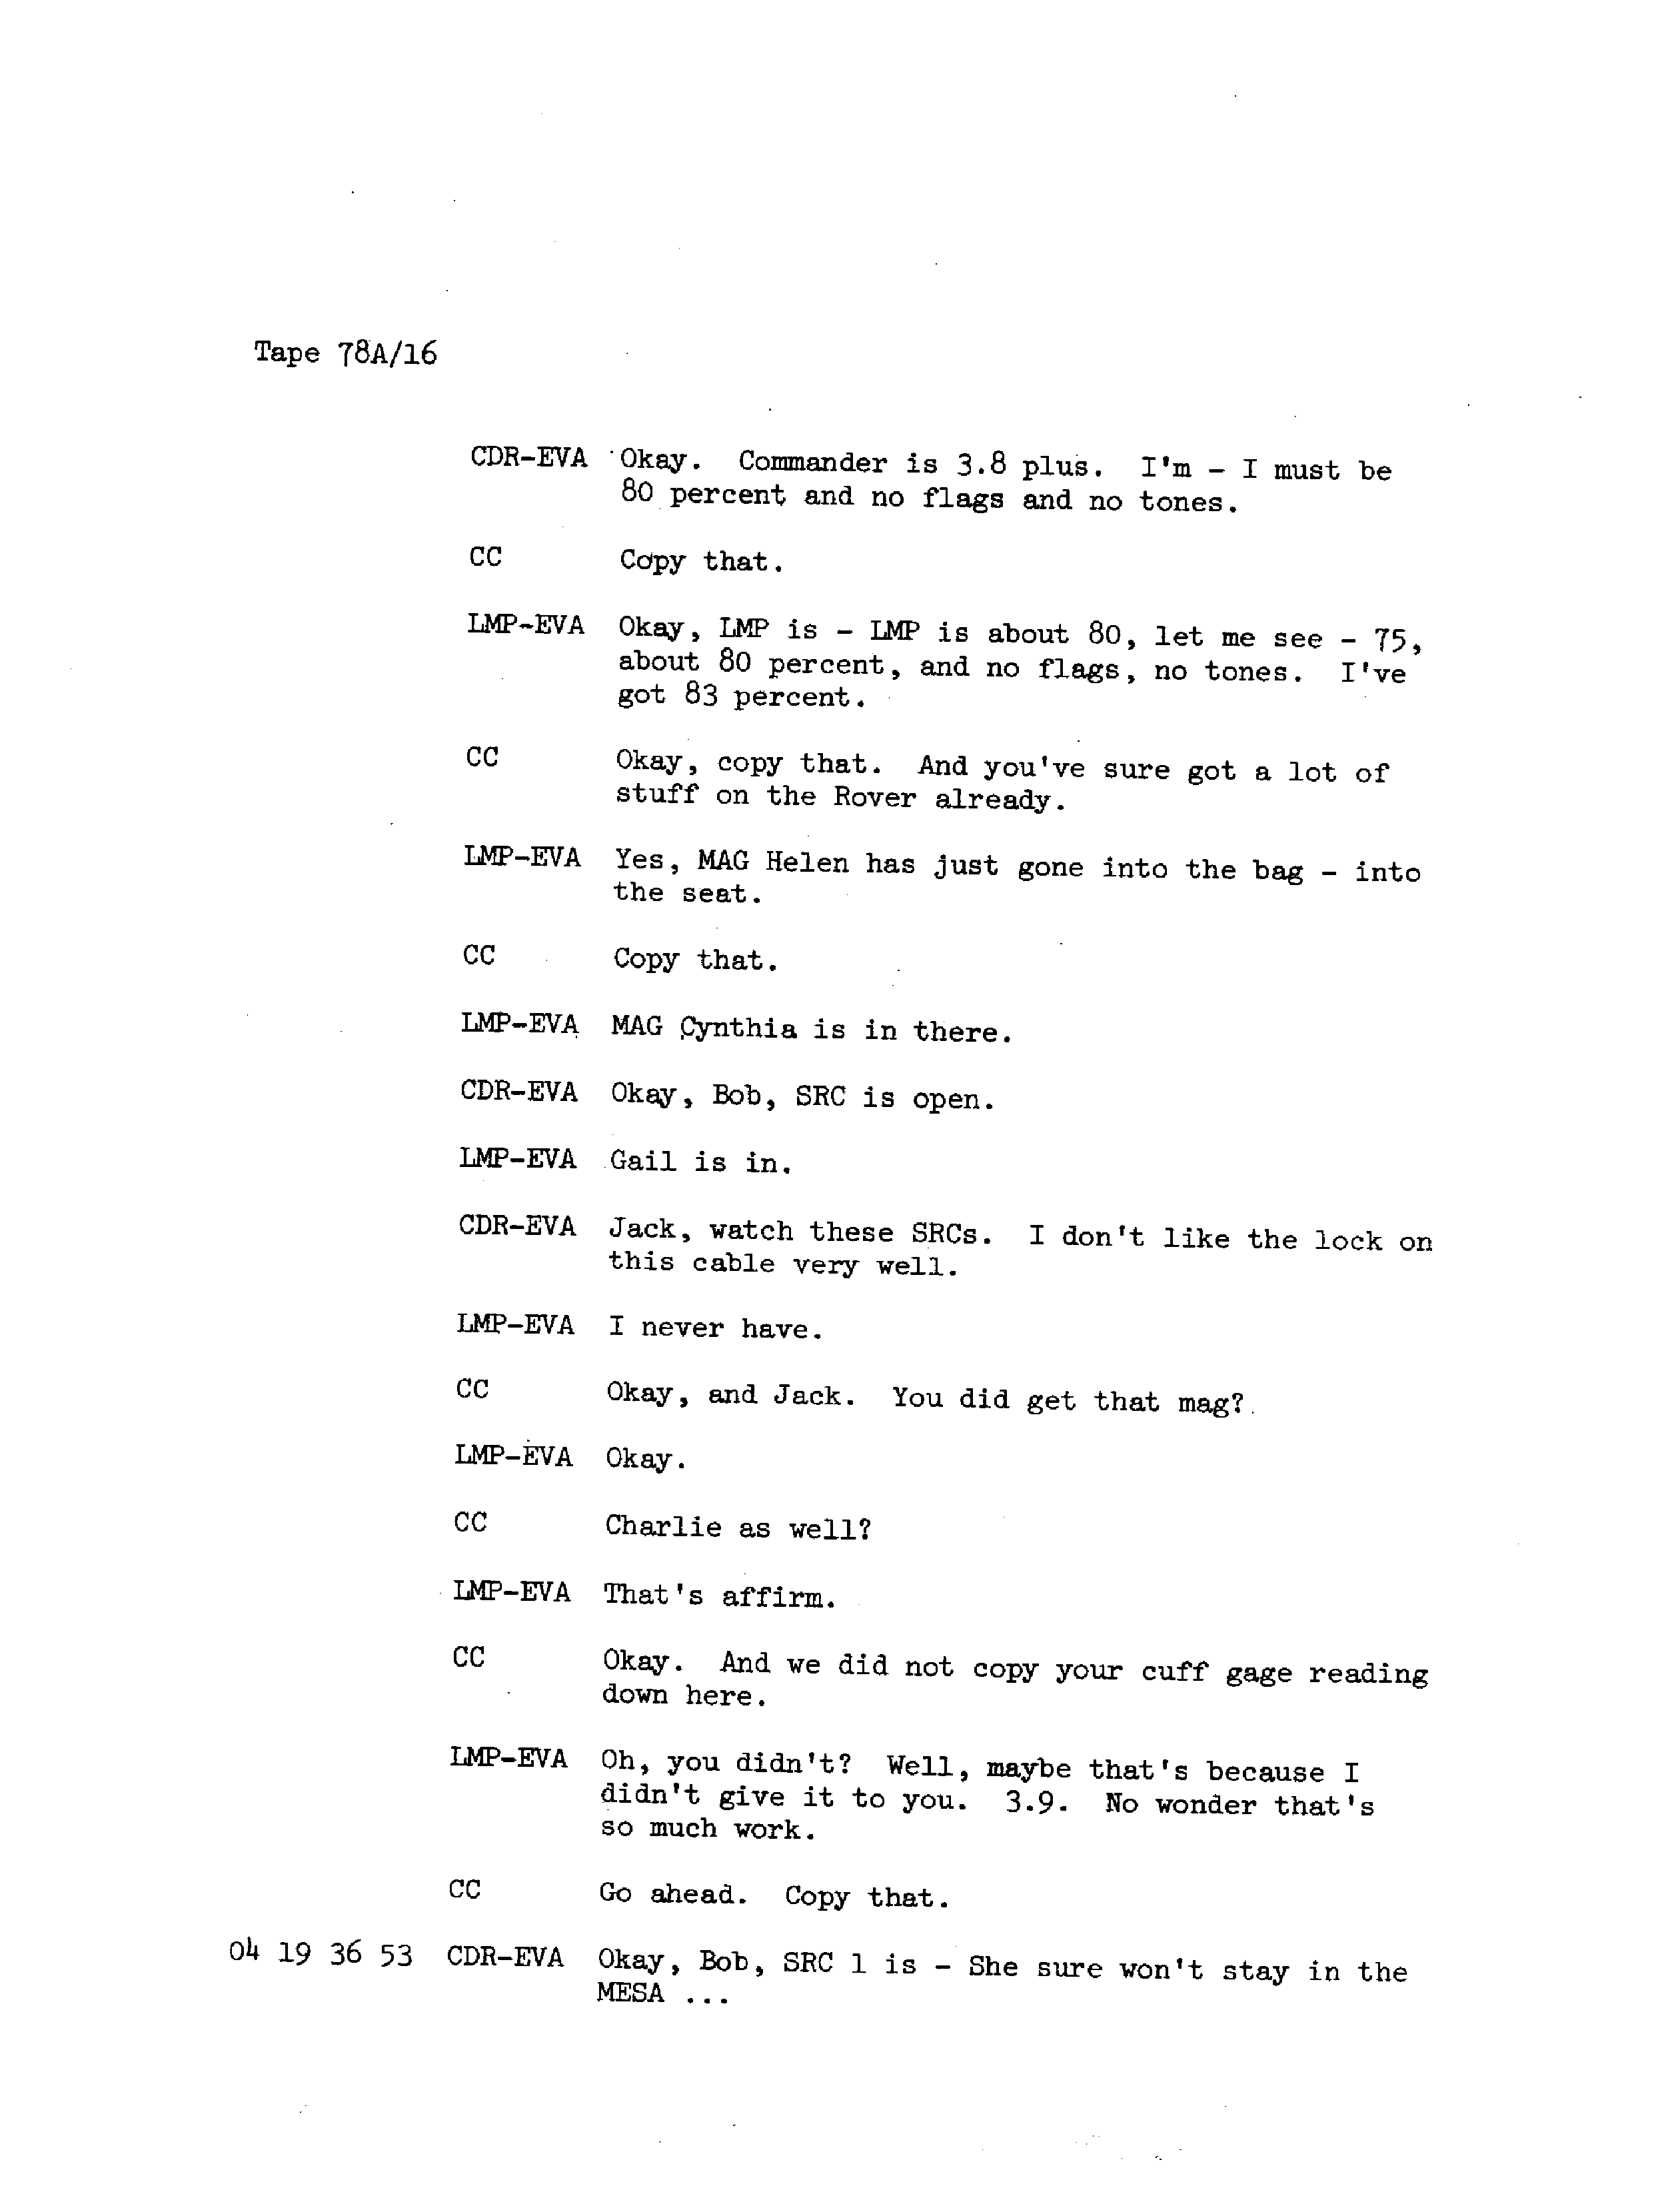 Tape 78A/16
CDR-EVA Okay. Commander is 3.8 plus. I'm - I must be
80 percent and no flags and no tones.
CC Copy that.
LMP-EVA Okay, LMP is - LMP is about 80, let me see - 75,
about 80 percent, and no flags, no tones. I've
got 83 percent.
CC Okay, copy that. And you've sure got a lot of
stuff on the Rover already.
LMP-EVA Yes, MAG Helen has just gone into the bag - into
the seat.
CC Copy that.
LMP-EVA MAG Cynthia is in there.
CDR-EVA Okay, Bob, SRC is open.
LMP-EVA Gail is in.
CDR-EVA Jack, watch these SRCs. I don't like the lock on
this cable very well.
LMP-EVA I never have.
CC Okay, and Jack. You did get that mag?
LMP-EVA Okay.
CC Charlie as well?
LMP-EVA That's affirm.
CC Okay. And we did not copy your cuff gage reading
down here.
LMP-EVA Oh, you didn't? Well, maybe that's because I
didn't give it to you. 3.9. No wonder that's
so much work.
CC Go ahead. Copy that.
04 19 36 53 CDR-EVA Okay, Bob, SRC 1 is - She sure won't stay in the
MESA ...